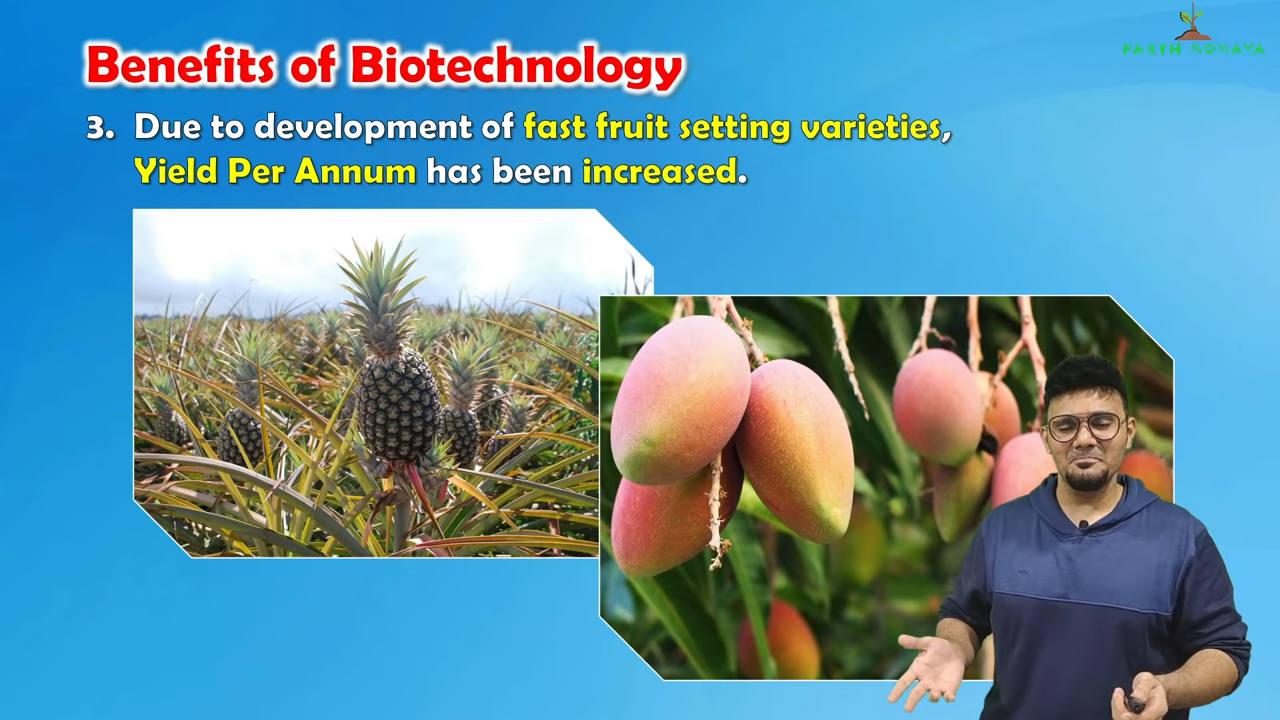 Benefits of Biotechnology
3. Due to development of fast fruit setting varieties,
Yield Per Annum has been increased.